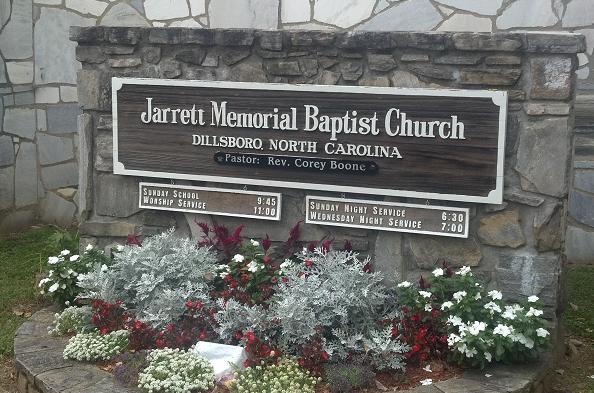 Jarrett Memorial Baptist Church
DILLSBORO, NORTH CAROLINA
Pastor: Rev. Corey Boone
SUNDAY SCHOOL 9:45
WORSHIP SERVICE 11:00
SUNDAY NIGHT SERVICE 6:30
WEDNESDAY NIGHT SERVICE 7:00